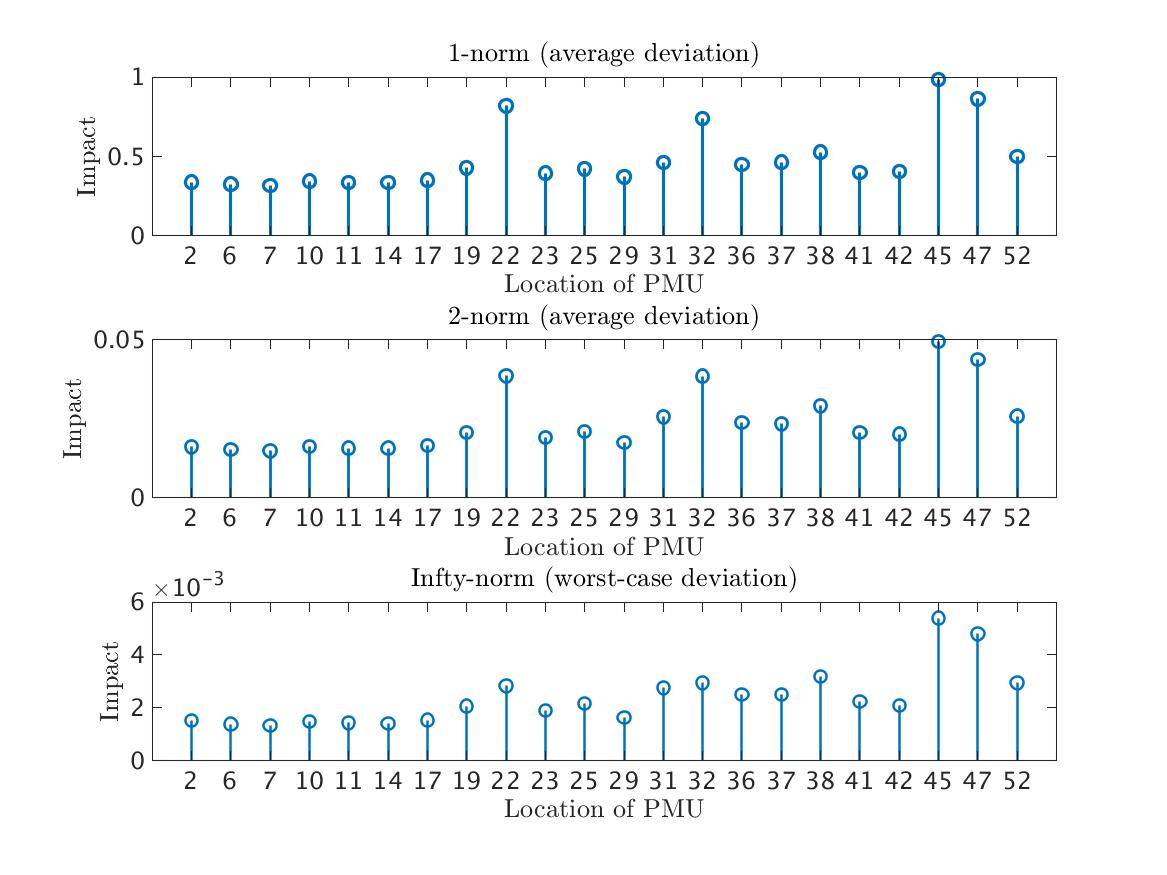 1-norm (average deviation)
1
0.5
0
Impact
2 6 7 10 11 14 17 19 22 23 25 29 31 32 36 37 38 41 42 45 47 52
Location of PMU
2-norm (average deviation)
0.05
0
Impact
2 6 7 10 11 14 17 19 22 23 25 29 31 32 36 37 38 41 42 45 47 52
Location of PMU
Infty-norm (worst-case deviation)
×10⁻³
6
4
2
0
Impact
2 6 7 10 11 14 17 19 22 23 25 29 31 32 36 37 38 41 42 45 47 52
Location of PMU